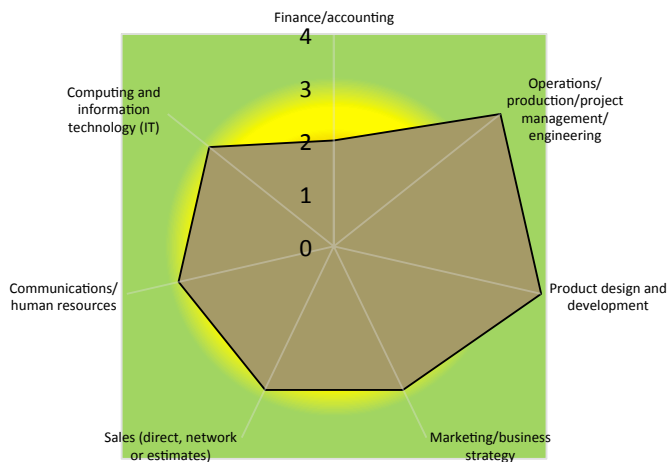 Finance/accounting
4
3
2
1
0
Operations/
production/project
management/
engineering
Product design and
development
Marketing/business
strategy
Sales (direct, network
or estimates)
Communications/
human resources
Computing and
information
technology (IT)